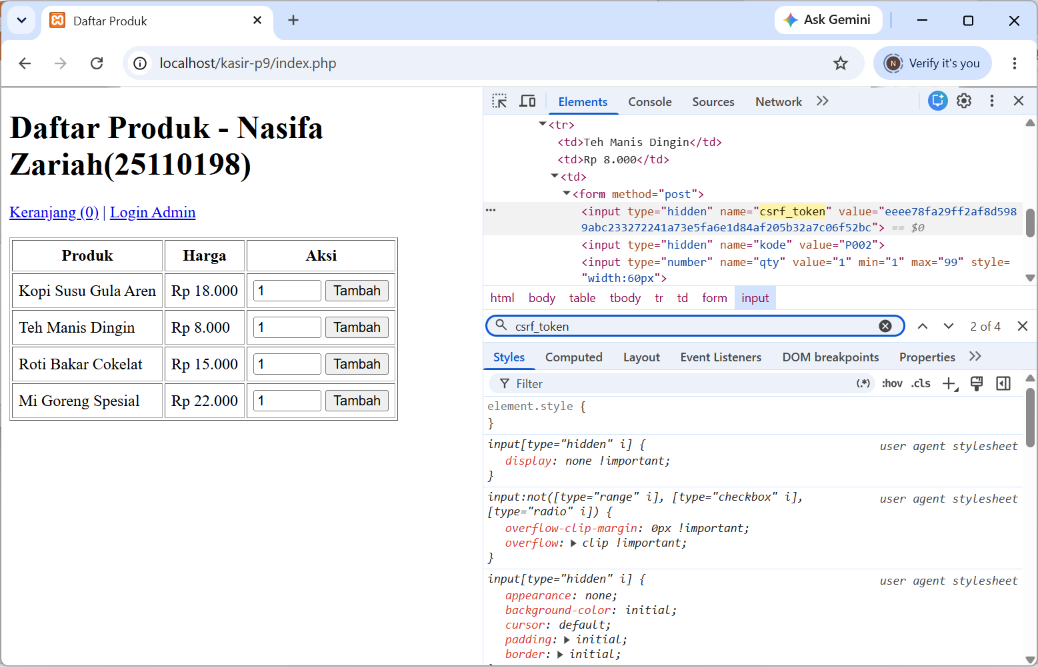 Daftar Produk
Ask Gemini
localhost/kasir-p9/index.php
N
Verify it's you
Daftar Produk - Nasifa
Zariah(25110198)
Keranjang (0) | Login Admin
Produk Harga Aksi
Kopi Susu Gula Aren Rp 18.000 1 Tambah
Teh Manis Dingin Rp 8.000 1 Tambah
Roti Bakar Cokelat Rp 15.000 1 Tambah
Mi Goreng Spesial Rp 22.000 1 Tambah
Elements Console Sources Network
<tr>
<td>Teh Manis Dingin</td>
<td>Rp 8.000</td>
<td>
<form method="post">
<input type="hidden" name="csrf_token" value="eeee78fa29ff2af8d598
9abc233272241a73e5fa6e1d84af205b32a7c06f52bc"> == $0
<input type="hidden" name="kode" value="P002">
<input type="number" name="qty" value="1" min="1" max="99" style=
"width:60px">
html body table tbody tr td form input
csrf_token 2 of 4
Styles Computed Layout Event Listeners DOM breakpoints Properties
Filter (.*) :hov .cls
element.style {
}
input[type="hidden" i] { user agent stylesheet
display: none !important;
}
input:not([type="range" i], [type="checkbox" i], user agent stylesheet
[type="radio" i]) {
overflow-clip-margin: 0px !important;
overflow: clip !important;
}
input[type="hidden" i] { user agent stylesheet
appearance: none;
background-color: initial;
cursor: default;
padding: initial;
border: initial;